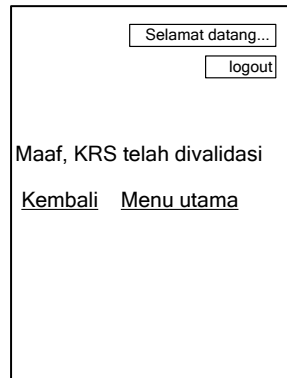 Selamat datang...
logout
Maaf, KRS telah divalidasi
Kembali Menu utama